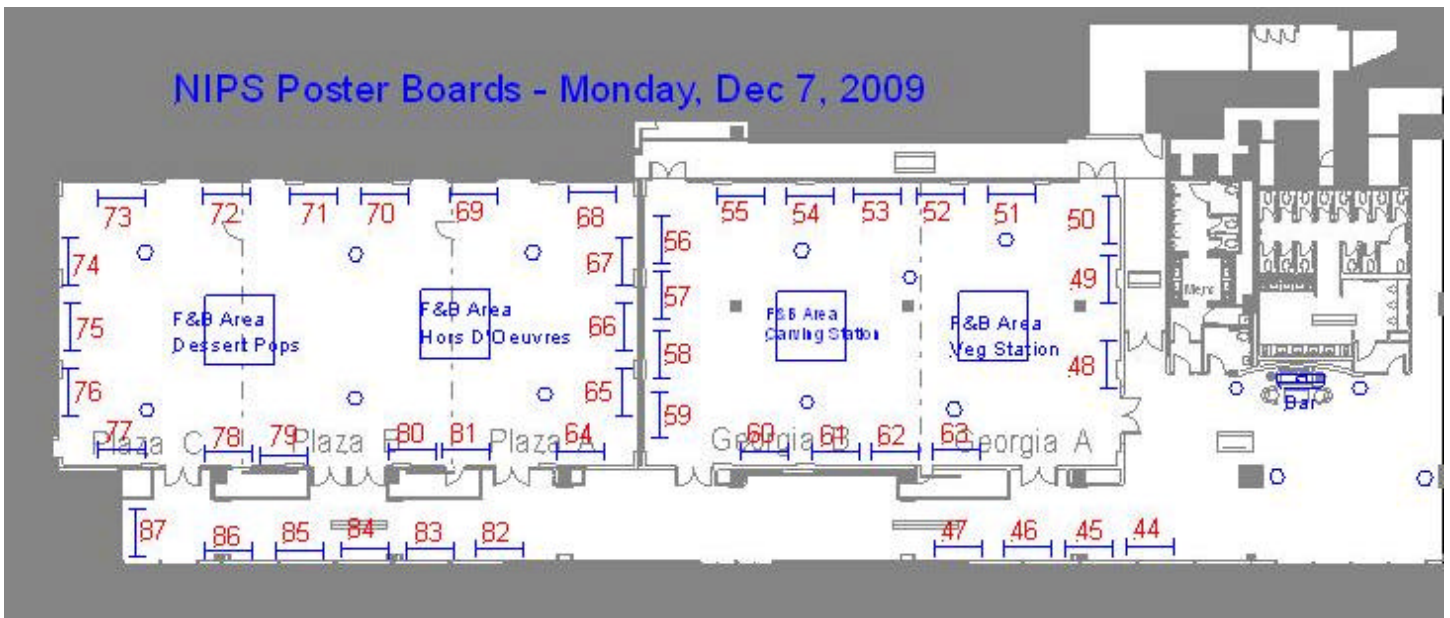 NIPS Poster Boards - Monday, Dec 7, 2009
73
72
71
70
69
68
55
54
53
52
51
50
74
67
56
49
75
66
57
48
76
65
58
59
F&B Area
Dessert Pops
F&B Area
Hors D'Oeuvres
F&B Area
Carving Station
F&B Area
Veg Station
Mens
Bar
77
78
79
80
81
64
60
61
62
63
Plaza C
Plaza B
Plaza A
Georgia B
Georgia A
87
86
85
84
83
82
47
46
45
44